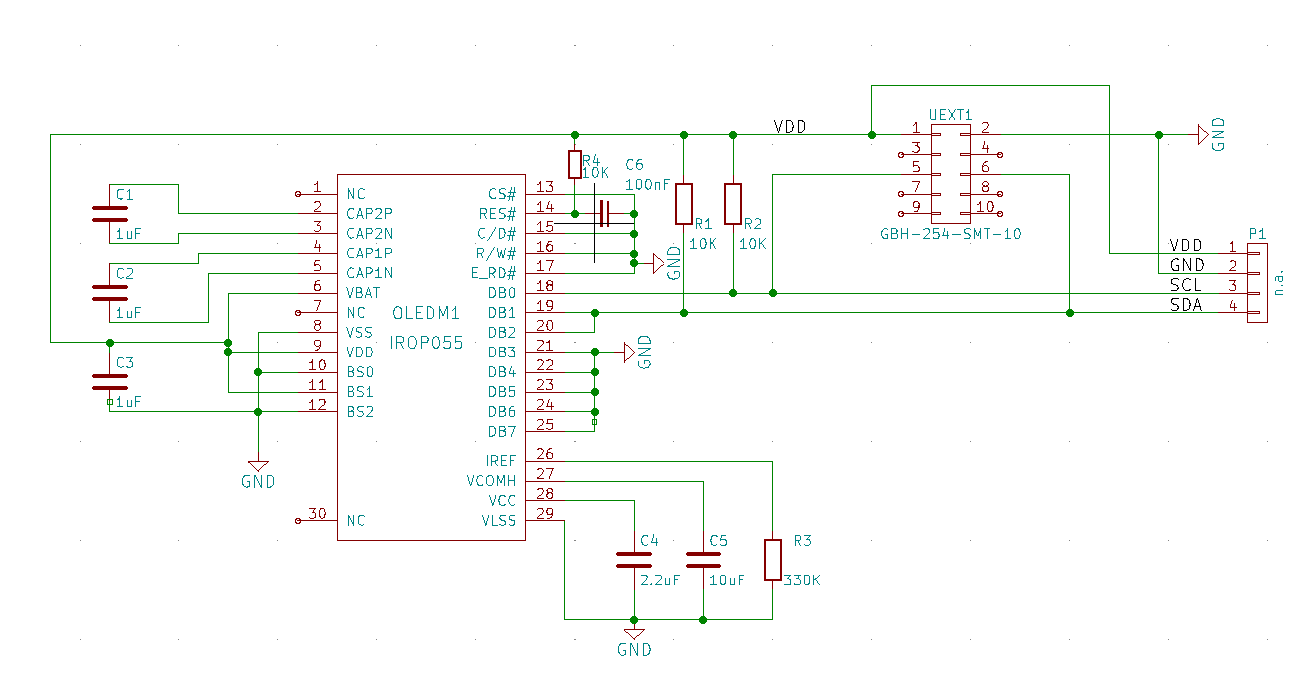 UEXT1
VDD
1
2
GND
3
4
5
6
7
8
9
10
GBH-254-SMT-10
R4
10K
C6
100nF
R1
10K
R2
10K
GND
P1
VDD
1
GND
2
SCL
3
SDA
4
n.a.
C1
1uF
C2
1uF
C3
1uF
GND
OLEDM1
IROP055
1
NC
2
CAP2P
3
CAP2N
4
CAP1P
5
CAP1N
6
VBAT
7
NC
8
VSS
9
VDD
10
BS0
11
BS1
12
BS2
30
NC
CS#
13
RES#
14
C/D#
15
R/W#
16
E_RD#
17
DB0
18
DB1
19
DB2
20
DB3
21
DB4
22
DB5
23
DB6
24
DB7
25
IREF
26
VCOMH
27
VCC
28
VLSS
29
GND
C4
2.2uF
C5
10uF
R3
330K
GND